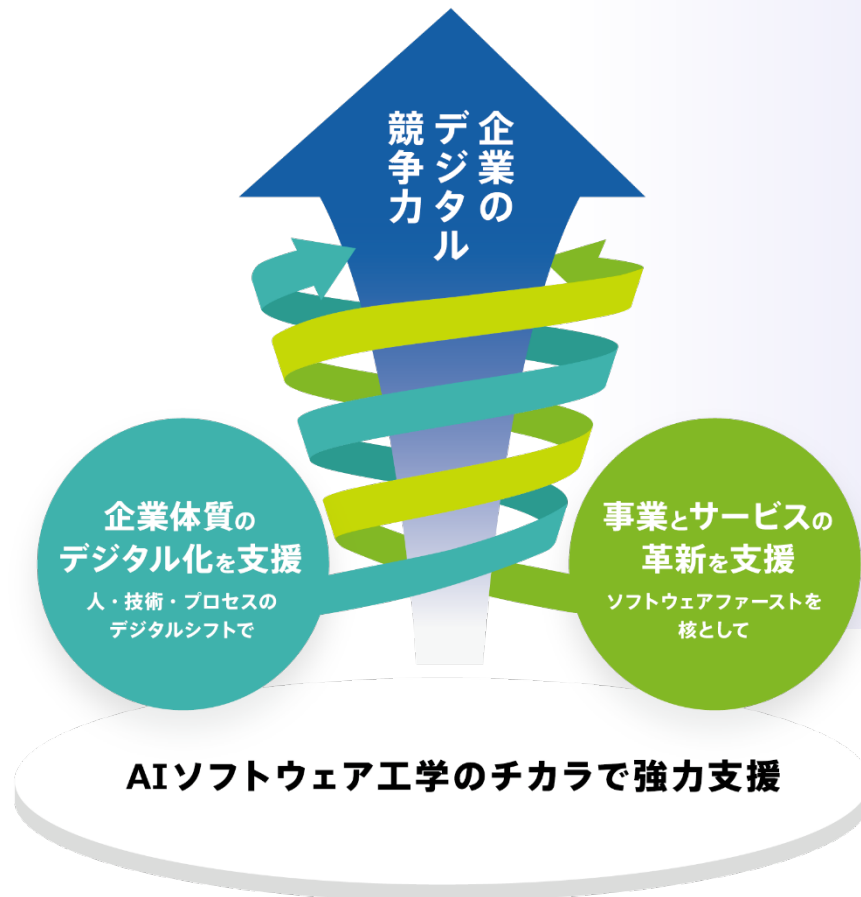 企業の
デジタル
競争力
企業体質の
デジタル化を支援
人・技術・プロセスの
デジタルシフトで
事業とサービスの
革新を支援
ソフトウェアファーストを
核として
AIソフトウェア工学のチカラで強力支援